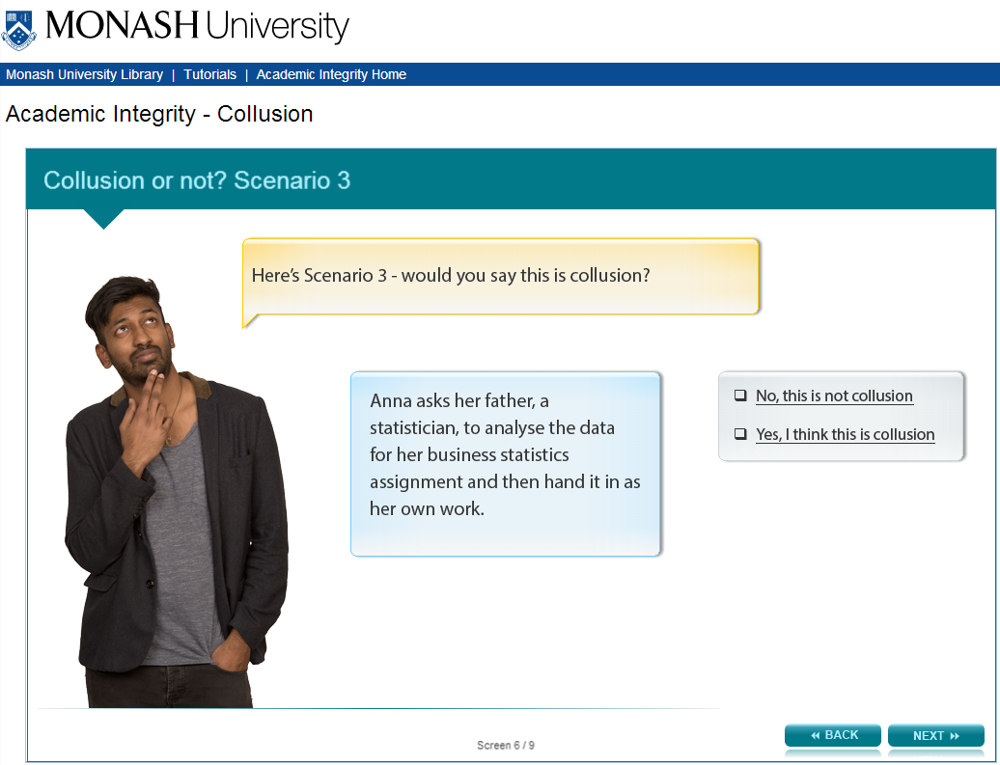 MONASH University
Monash University Library | Tutorials | Academic Integrity Home
Academic Integrity - Collusion
Collusion or not? Scenario 3
Here's Scenario 3 - would you say this is collusion?
Anna asks her father, a
statistician, to analyse the data
for her business statistics
assignment and then hand it in as
her own work.
No, this is not collusion
Yes, I think this is collusion
Screen 6 / 9
BACK
NEXT